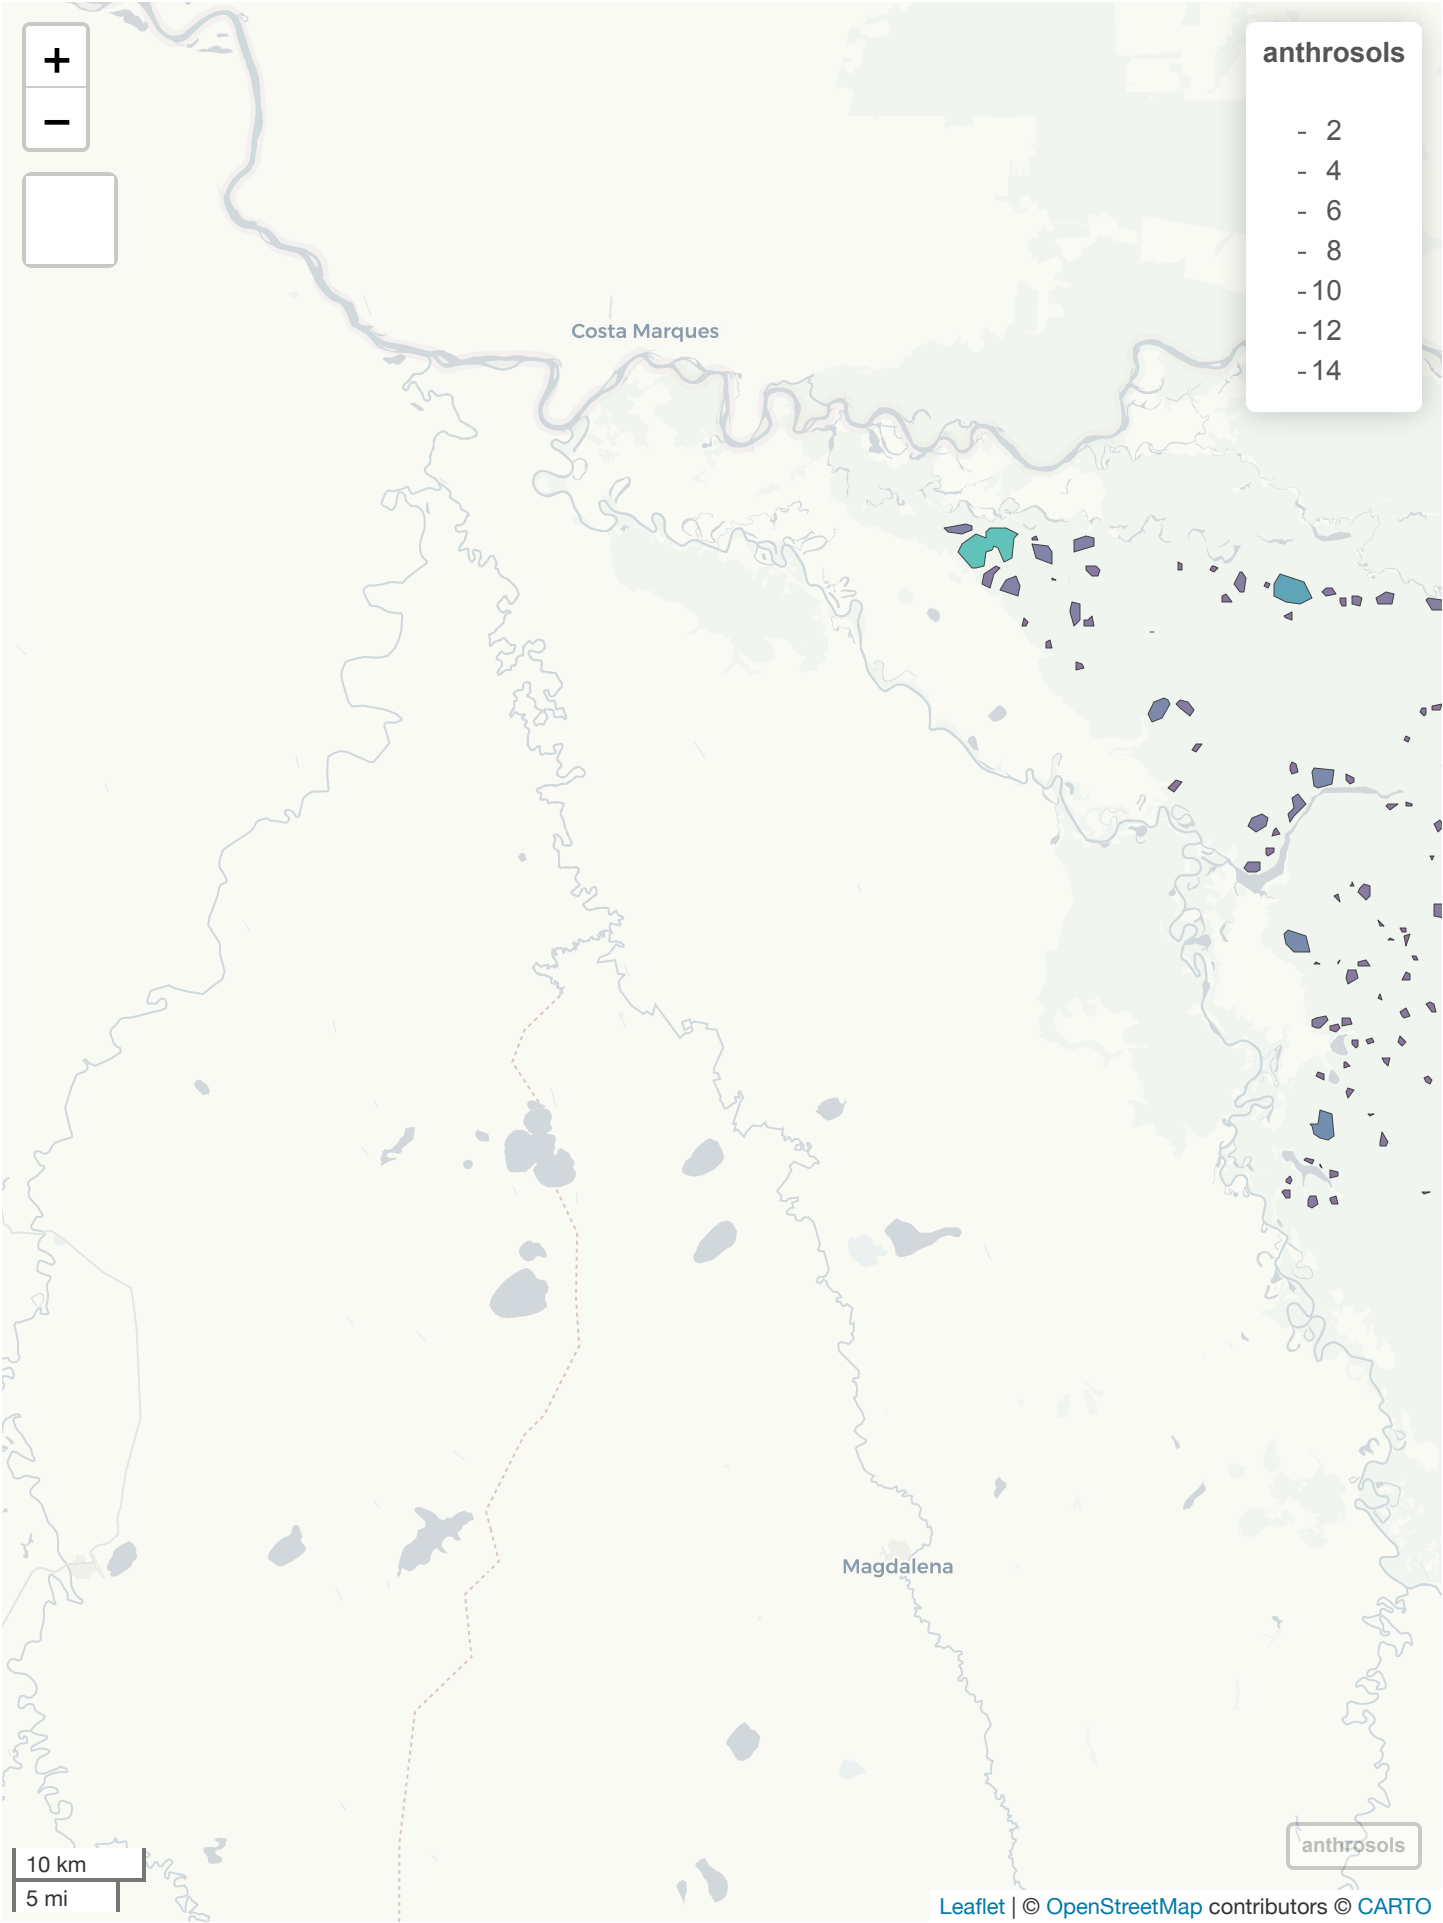 +
−
anthrosols
- 2
- 4
- 6
- 8
-10
-12
-14
Costa Marques
Magdalena
anthrosols
10 km
5 mi
Leaflet | © OpenStreetMap contributors © CARTO